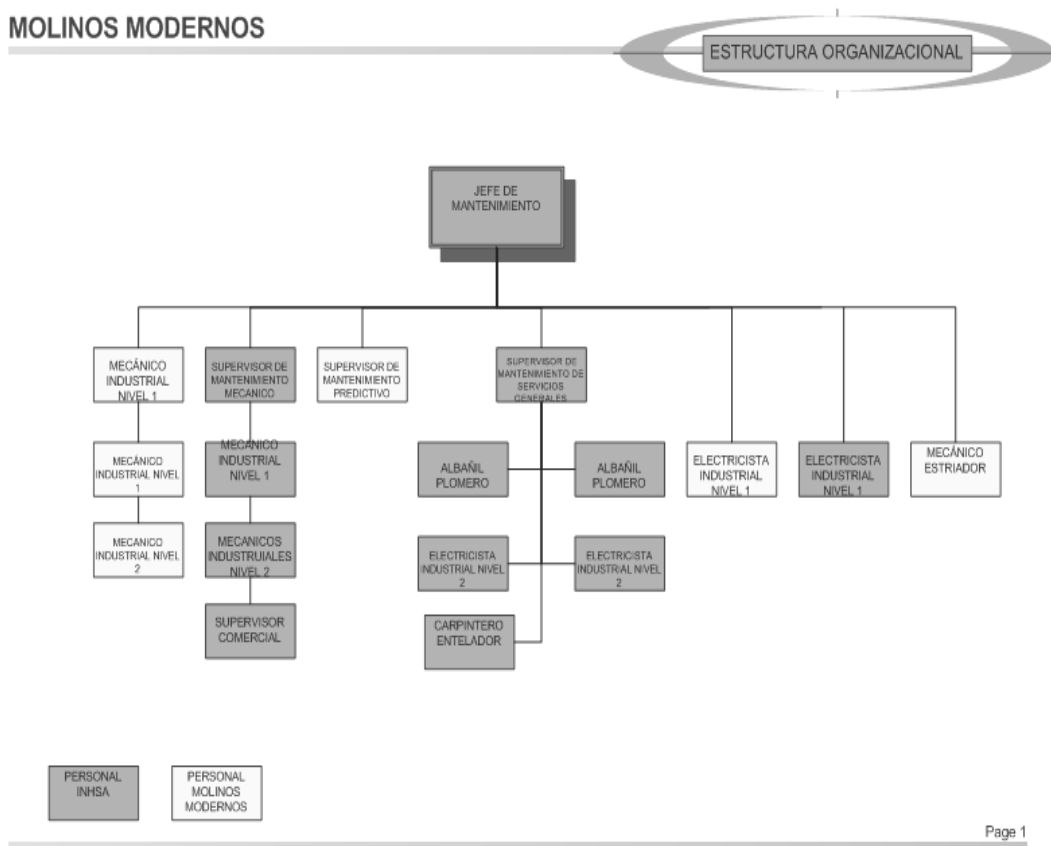 MOLINOS MODERNOS
ESTRUCTURA ORGANIZACIONAL
JEFE DE
MANTENIMIENTO
MECÁNICO
INDUSTRIAL
NIVEL 1
SUPERVISOR DE
MANTENIMIENTO
MECANICO
SUPERVISOR DE
MANTENIMIENTO
PREDICTIVO
SUPERVISOR DE
MANTENIMIENTO DE
SERVICIOS
GENERALES
MECÁNICO
INDUSTRIAL NIVEL
1
MECANICO
INDUSTRIAL
NIVEL 1
ALBAÑIL
PLOMERO
ALBAÑIL
PLOMERO
ELECTRICISTA
INDUSTRIAL
NIVEL 1
ELECTRICISTA
INDUSTRIAL
NIVEL 1
MECÁNICO
ESTRIADOR
MECANICO
INDUSTRIAL NIVEL
2
MECANICOS
INDUSTRUIALES
NIVEL 2
ELECTRICISTA
INDUSTRIAL NIVEL
2
ELECTRICISTA
INDUSTRIAL NIVEL
2
SUPERVISOR
COMERCIAL
CARPINTERO
ENTELADOR
PERSONAL
INHSA
PERSONAL
MOLINOS
MODERNOS
Page 1